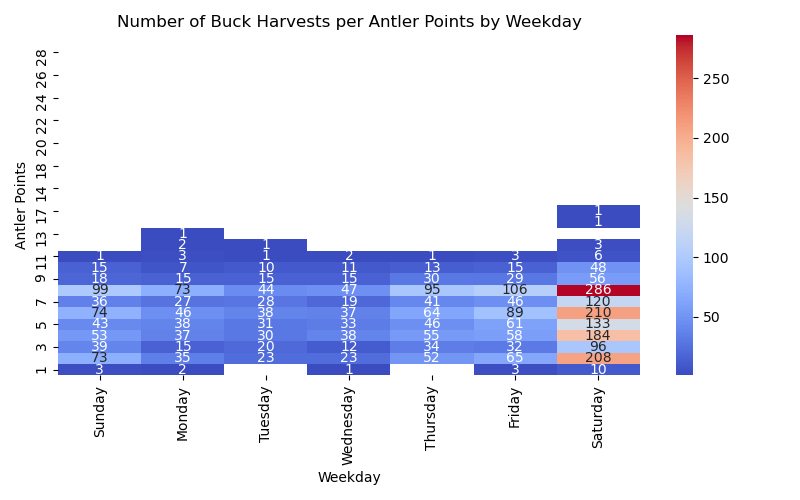 Number of Buck Harvests per Antler Points by Weekday
Antler Points
28
26
24
22
20
18
14
17
1
1
13
1
2 1 3
11
1 3 1 2 1 3 6
15 7 10 11 13 15 48
9
18 15 15 15 30 29 56
99 73 44 47 95 106 286
7
36 27 28 19 41 46 120
74 46 38 37 64 89 210
5
43 38 31 33 46 61 133
53 37 30 38 55 58 184
3
39 15 20 12 34 32 96
73 35 23 23 52 65 208
1
3 2 1 3 10
Sunday
Monday
Tuesday
Wednesday
Thursday
Friday
Saturday
Weekday
250
200
150
100
50